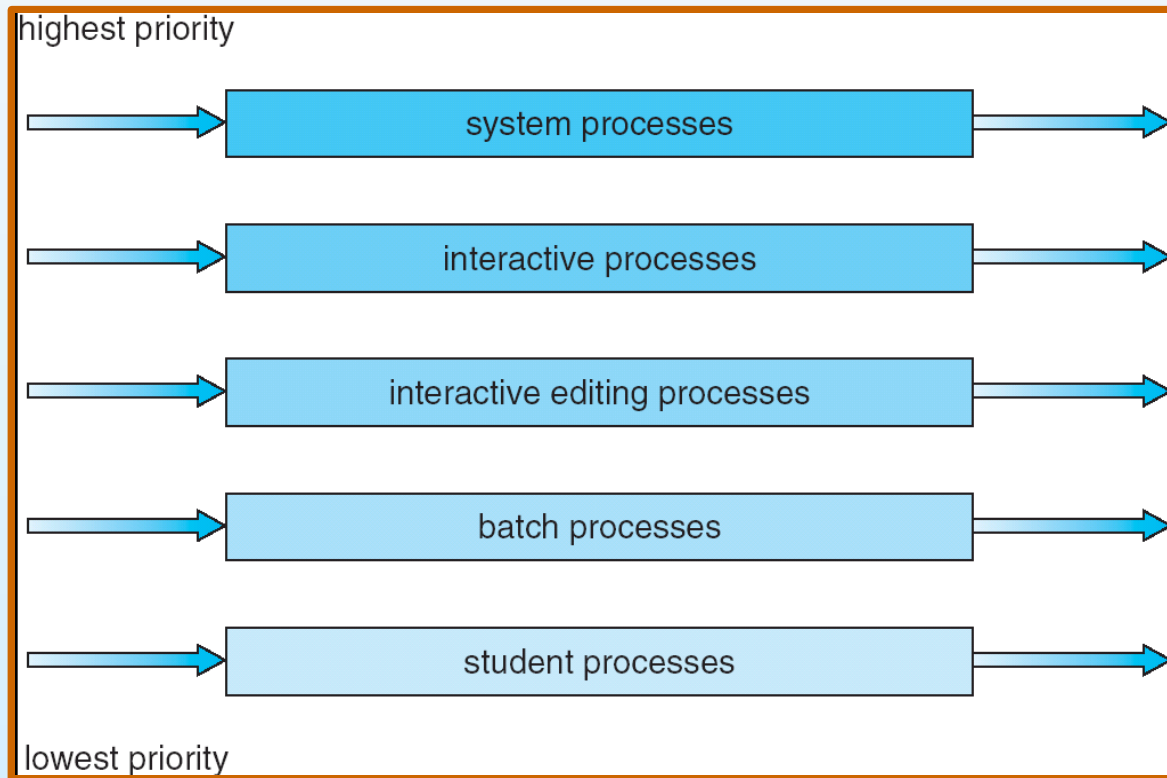 highest priority
system processes
interactive processes
interactive editing processes
batch processes
student processes
lowest priority